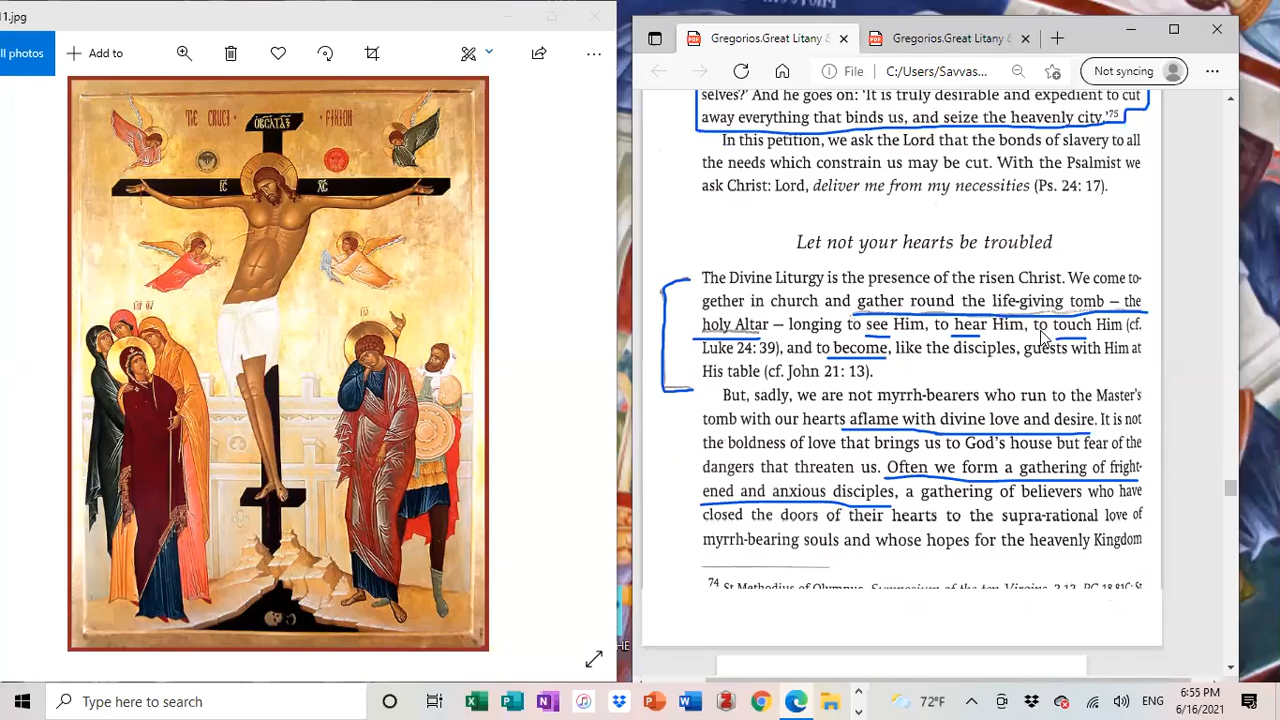 11.jpg
ll photos
Add to
THE CRUCI
FIXION
ΙϹ
ΧϹ
Gregorios.Great Litany &
Gregorios.Great Litany &
File
C:/Users/Savvas...
Not syncing
selves?' And he goes on: 'It is truly desirable and expedient to cut
away everything that binds us, and seize the heavenly city.'75
In this petition, we ask the Lord that the bonds of slavery to all
the needs which constrain us may be cut. With the Psalmist we
ask Christ: Lord, deliver me from my necessities (Ps. 24: 17).
Let not your hearts be troubled
The Divine Liturgy is the presence of the risen Christ. We come to-
gether in church and gather round the life-giving tomb – the
holy Altar – longing to see Him, to hear Him, to touch Him (cf.
Luke 24: 39), and to become, like the disciples, guests with Him at
His table (cf. John 21: 13).
But, sadly, we are not myrrh-bearers who run to the Master's
tomb with our hearts aflame with divine love and desire. It is not
the boldness of love that brings us to God's house but fear of the
dangers that threaten us. Often we form a gathering of fright-
ened and anxious disciples, a gathering of believers who have
closed the doors of their hearts to the supra-rational love of
myrrh-bearing souls and whose hopes for the heavenly Kingdom
74 St Methodius of Olympus, Symposium of the ten Virgins
HE
Type here to search
72°F
ENG
6:55 PM
6/16/2021